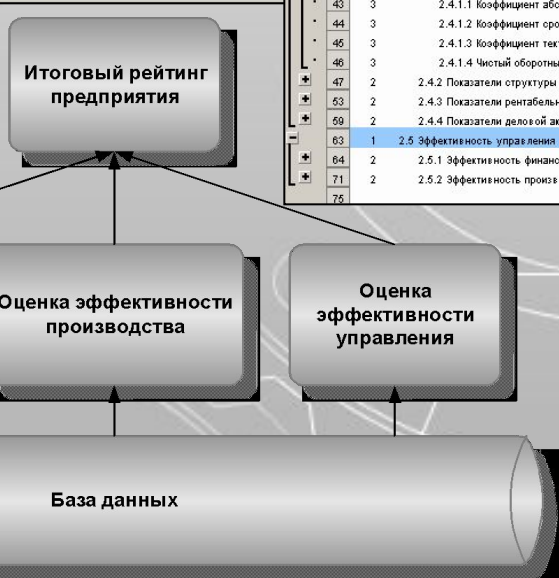 43 3 2.4.1.1 Коэффициент абс
44 3 2.4.1.2 Коэффициент сро
45 3 2.4.1.3 Коэффициент тек
46 3 2.4.1.4 Чистый оборотны
47 2 2.4.2 Показатели структуры
53 2 2.4.3 Показатели рентабельн
59 2 2.4.4 Показатели деловой ак
63 1 2.5 Эффективность управления
64 2 2.5.1 Эффективность финанс
71 2 2.5.2 Эффективность произв
75
Итоговый рейтинг
предприятия
Оценка эффективности
производства
Оценка
эффективности
управления
База данных